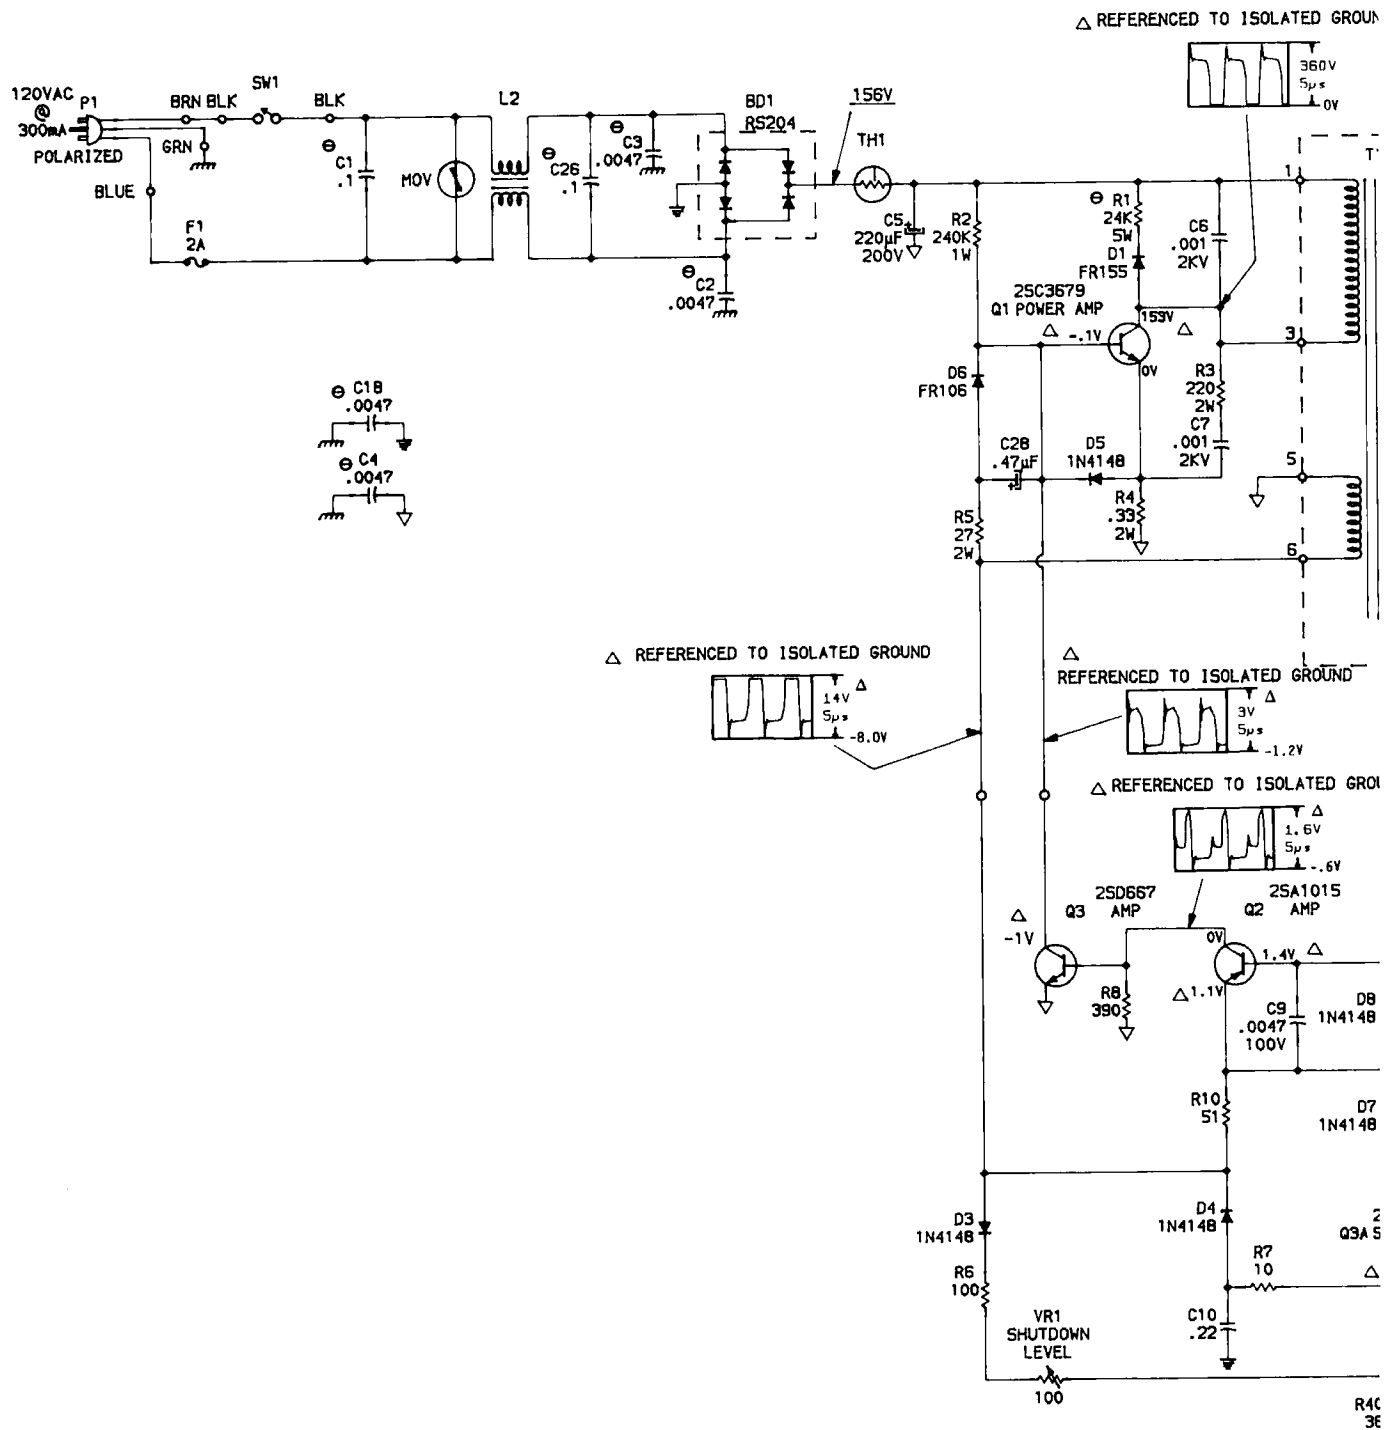 REFERENCED TO ISOLATED GROUN
360V
5µs
0V
120VAC
@
300mA
P1
POLARIZED
BRN BLK
SW1
BLK
GRN
BLUE
F1
2A
C1
.1
MOV
L2
C26
.1
C3
.0047
BD1
RS204
C2
.0047
156V
TH1
C5
220µF
200V
R2
240K
1W
R1
24K
5W
D1
FR155
C6
.001
2KV
1
T
2SC3679
Q1 POWER AMP
153V
-.1V
0V
3
D6
FR106
R3
220
2W
C7
.001
2KV
C18
.0047
C4
.0047
C28
.47µF
D5
1N4148
R4
.33
2W
5
R5
27
2W
6
REFERENCED TO ISOLATED GROUND
14V
5µs
-8.0V
REFERENCED TO ISOLATED GROUND
3V
5µs
-1.2V
REFERENCED TO ISOLATED GROU
1.6V
5µs
-.6V
2SD667
Q3 AMP
2SA1015
Q2 AMP
-1V
0V
1.4V
1.1V
R8
390
C9
.0047
100V
D8
1N4148
R10
51
D7
1N4148
D3
1N4148
D4
1N4148
2
Q3A S
R6
100
R7
10
C10
.22
VR1
SHUTDOWN
LEVEL
100
R40
36